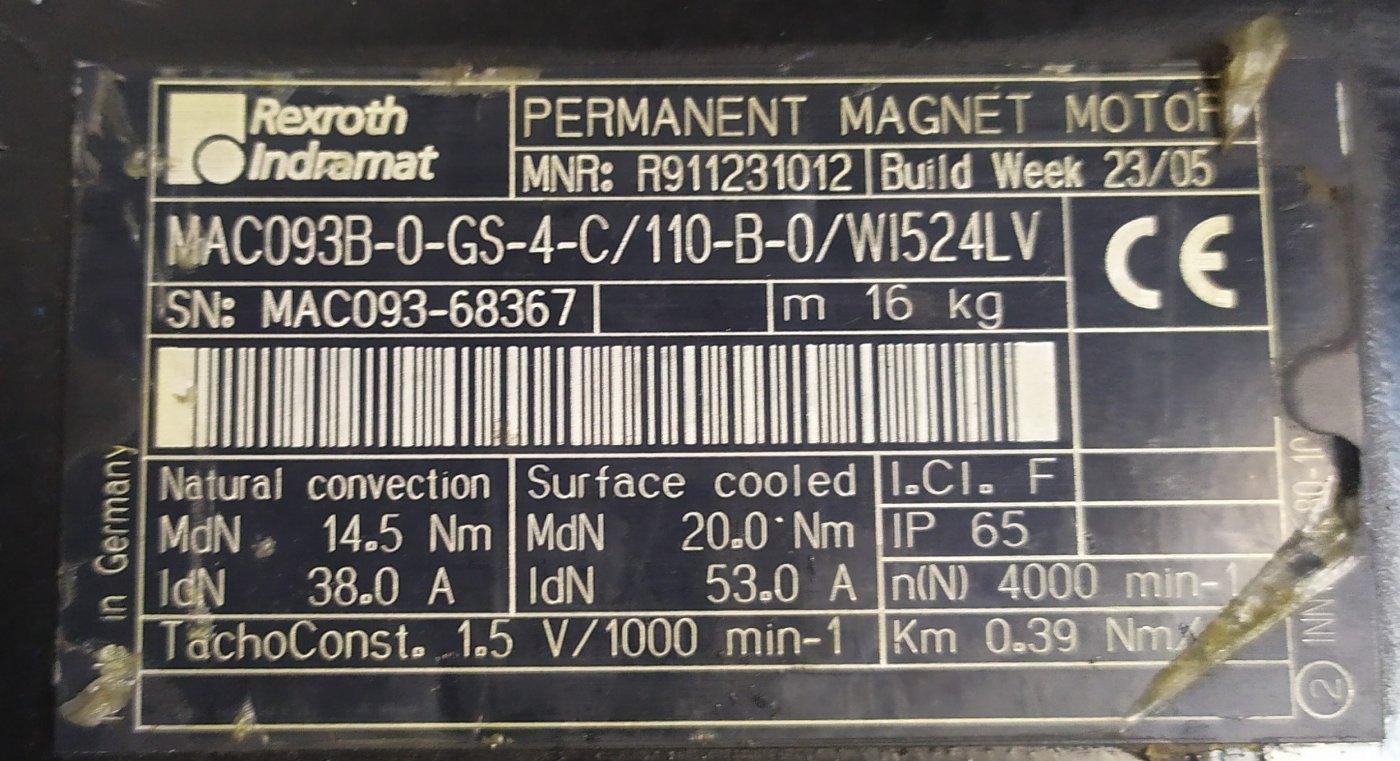 Rexroth
Indramat
PERMANENT MAGNET MOTOR
MNR: R911231012 Build Week 23/05
MAC093B-0-GS-4-C/110-B-0/WI524LV
CE
SN: MAC093-68367 m 16 kg
Natural convection Surface cooled I.Cl. F
MdN 14.5 Nm MdN 20.0 Nm IP 65
IdN 38.0 A IdN 53.0 A n(N) 4000 min-1
TachoConst. 1.5 V/1000 min-1 Km 0.39
in Germany
2